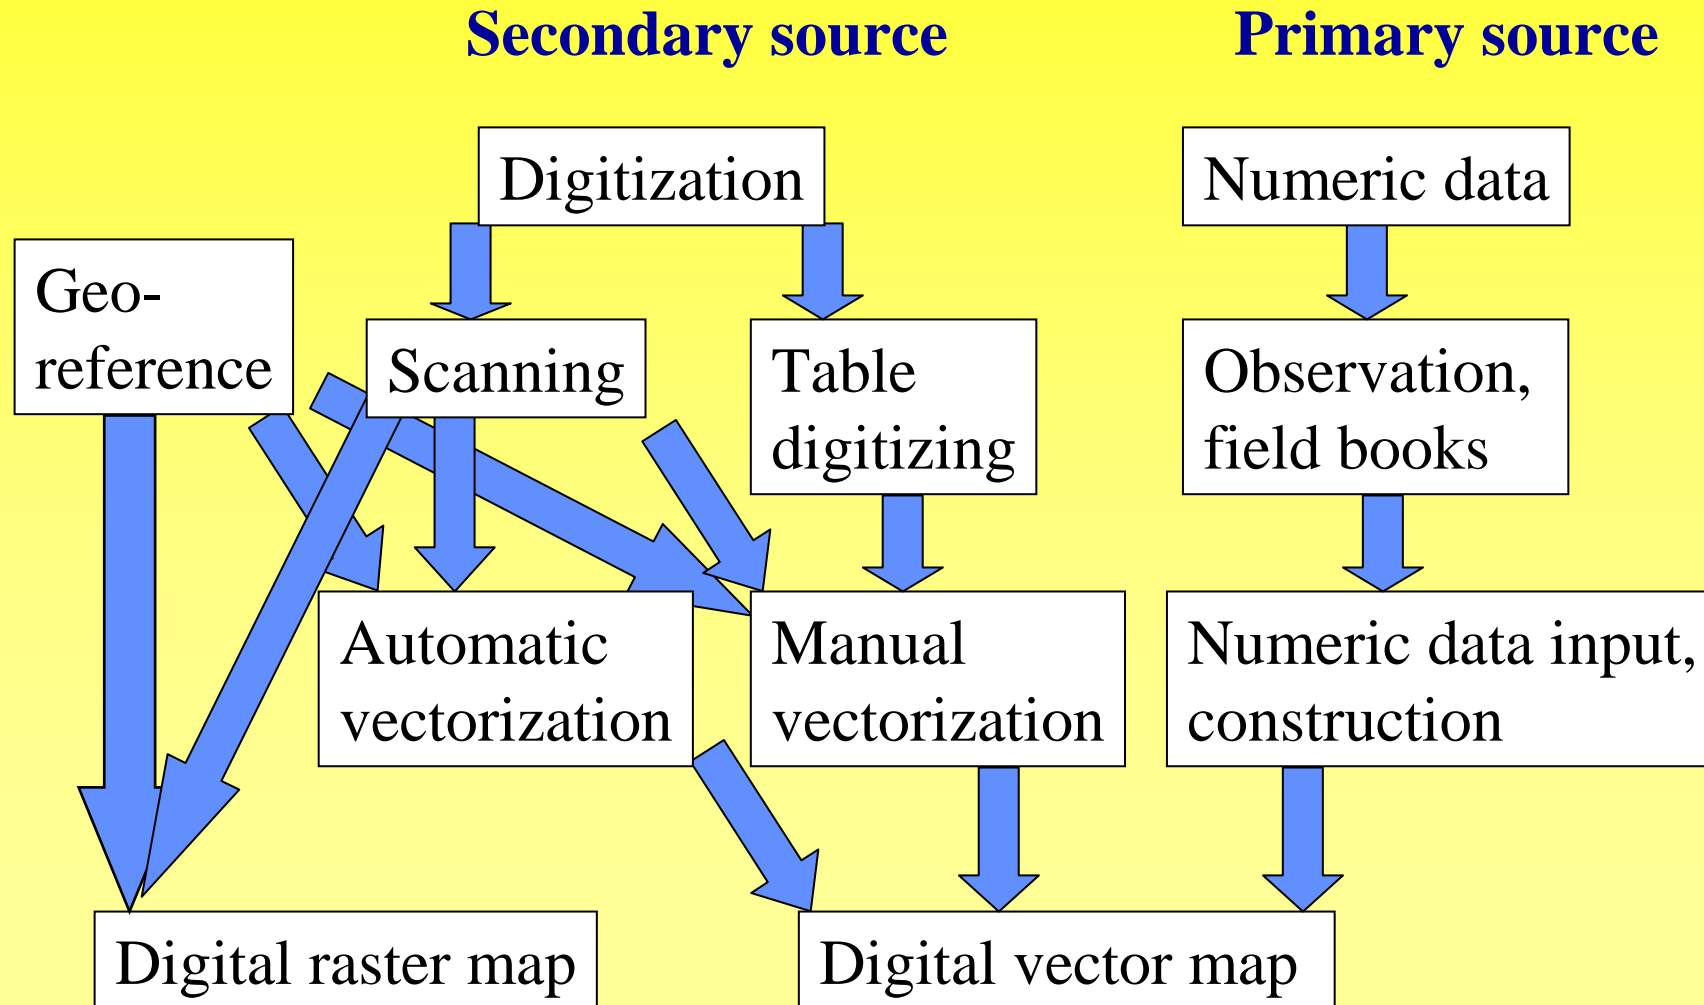 Secondary source
Primary source
Digitization
Numeric data
Geo-
reference
Scanning
Table
digitizing
Observation,
field books
Automatic
vectorization
Manual
vectorization
Numeric data input,
construction
Digital raster map
Digital vector map